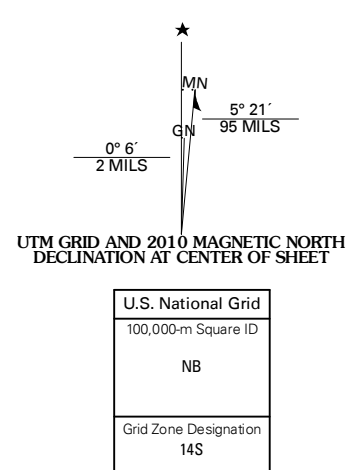 ★
MN
5° 21´
95 MILS
GN
0° 6´
2 MILS
UTM GRID AND 2010 MAGNETIC NORTH
DECLINATION AT CENTER OF SHEET
U.S. National Grid
100,000-m Square ID
NB
Grid Zone Designation
14S